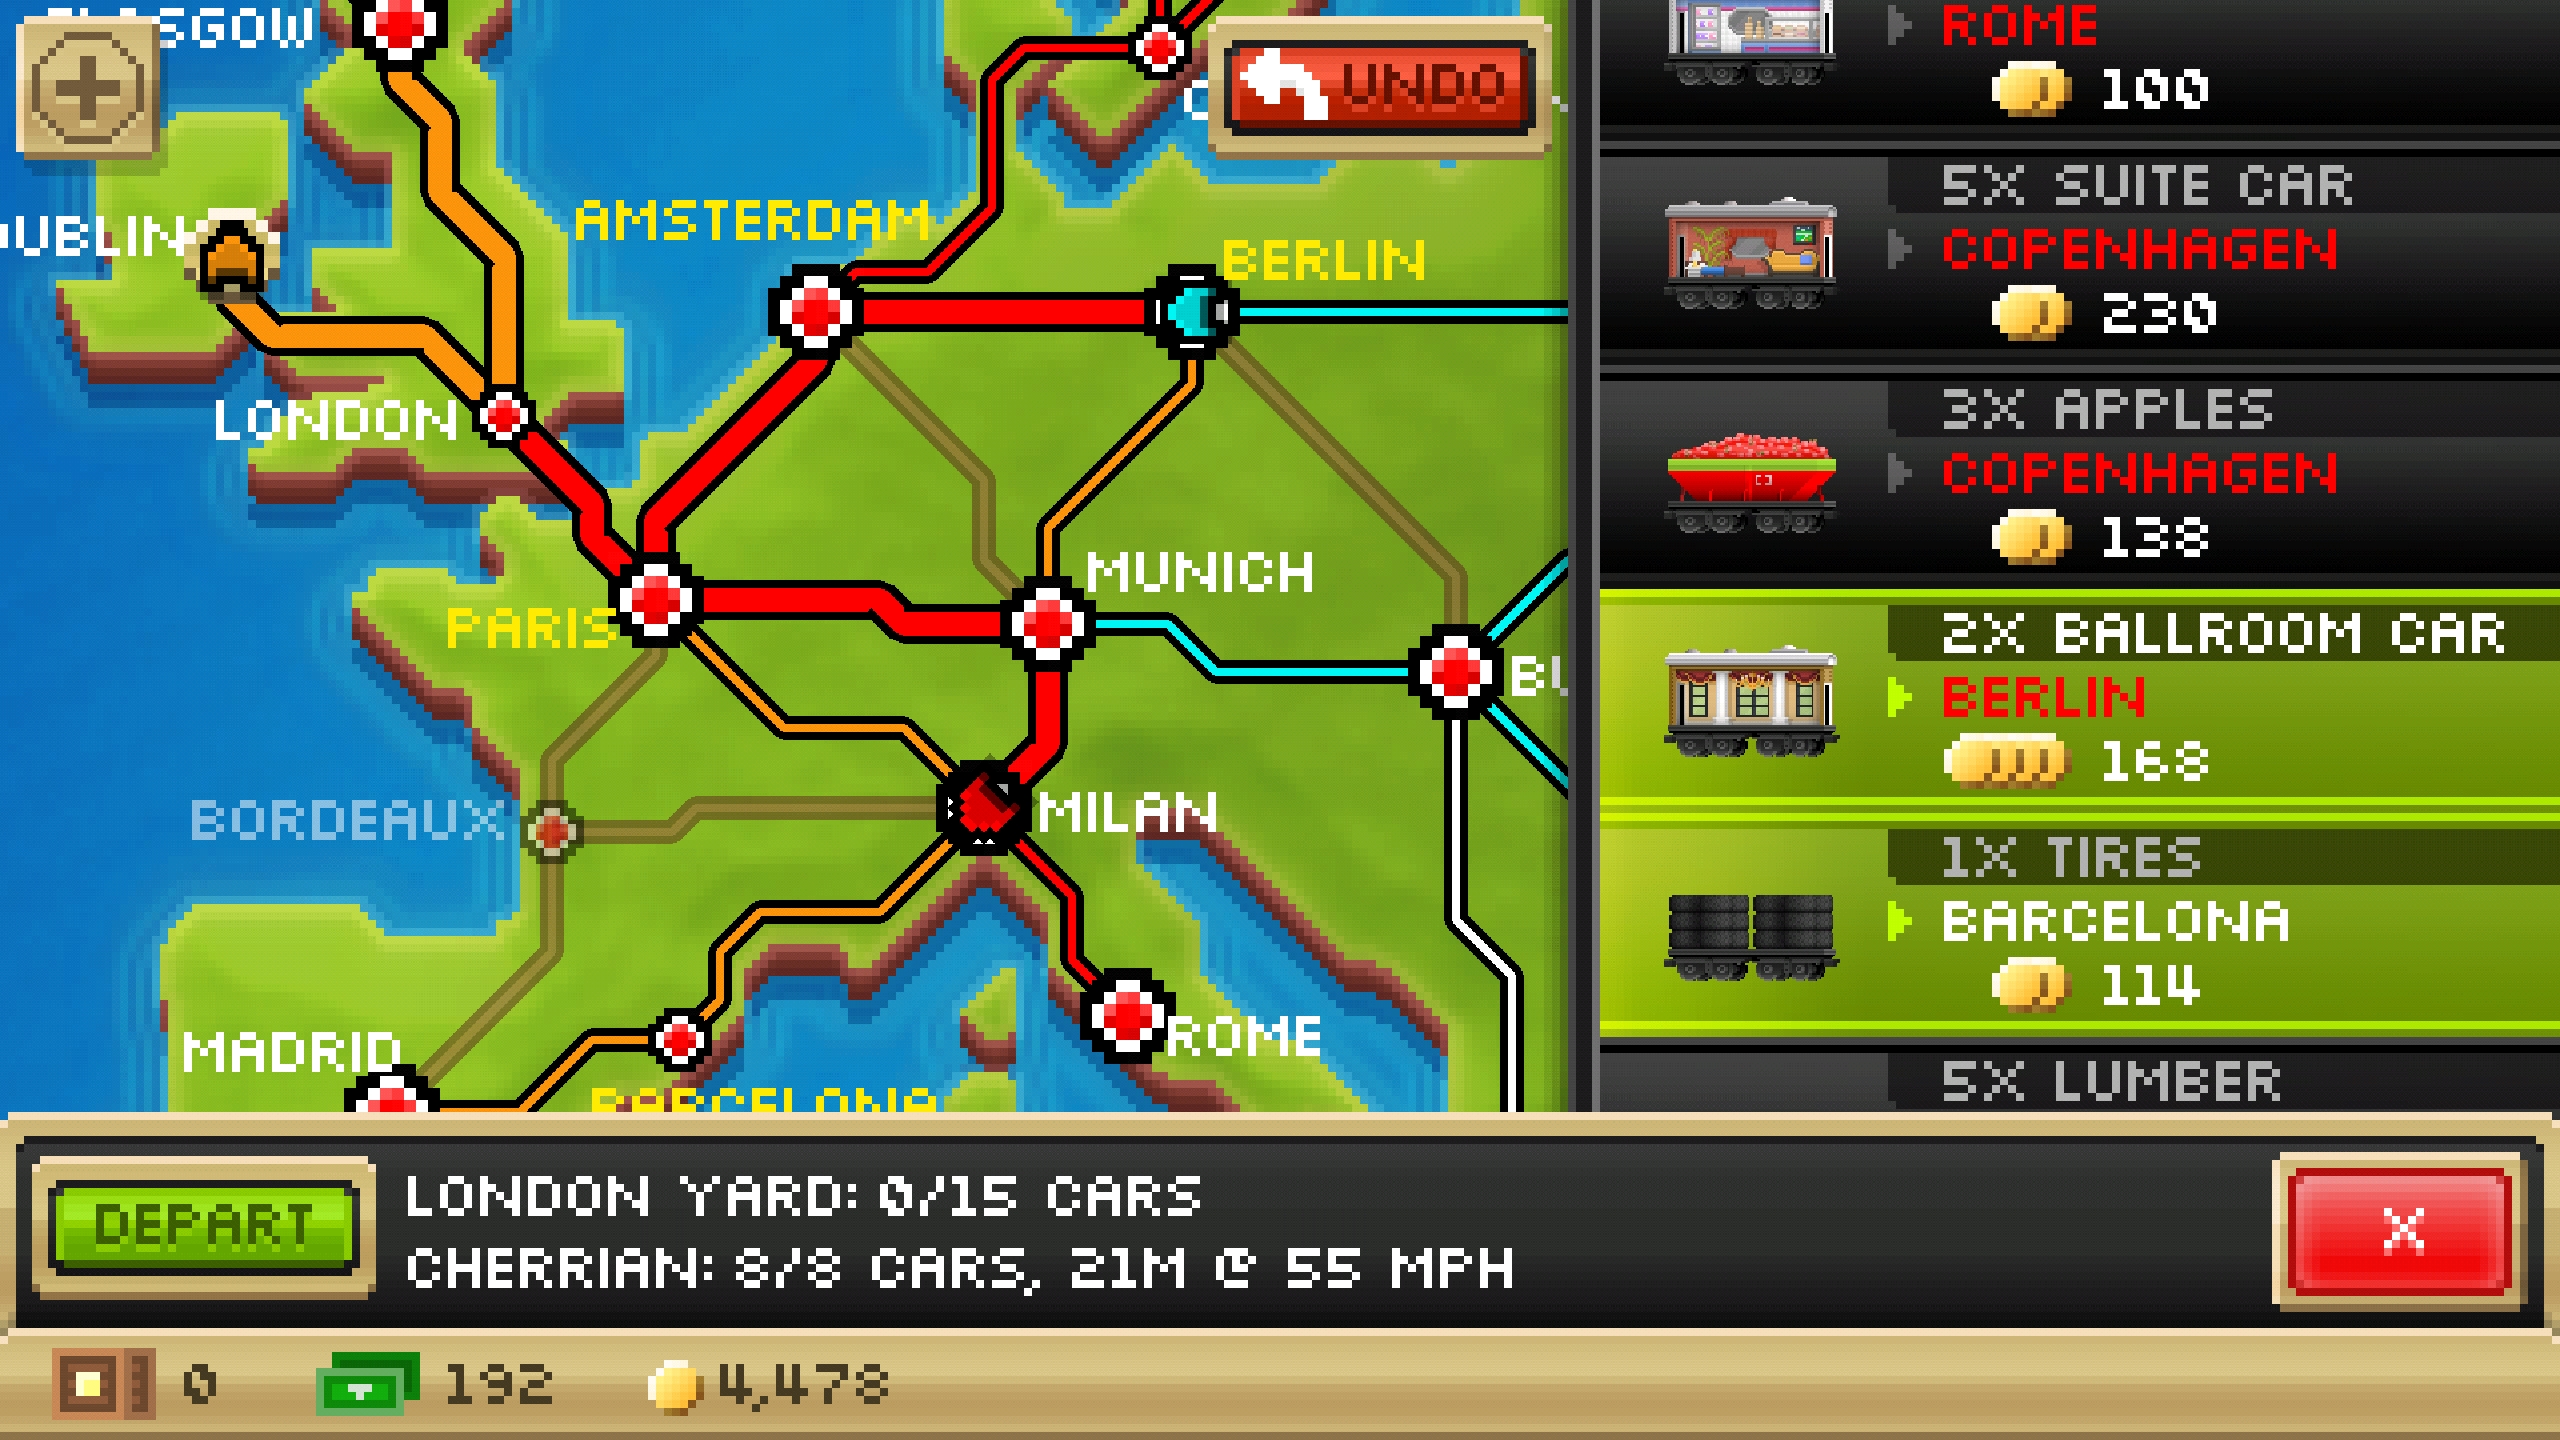 UNDO
AMSTERDAM
BERLIN
LONDON
MUNICH
PARIS
BORDEAUX
MILAN
MADRID
ROME
BARCELONA
ROME
100
5X SUITE CAR
COPENHAGEN
230
3X APPLES
COPENHAGEN
138
2X BALLROOM CAR
BERLIN
168
1X TIRES
BARCELONA
114
5X LUMBER
DEPART
LONDON YARD: 0/15 CARS
CHERRIAN: 8/8 CARS, 21M @ 55 MPH
X
0
192
4,478